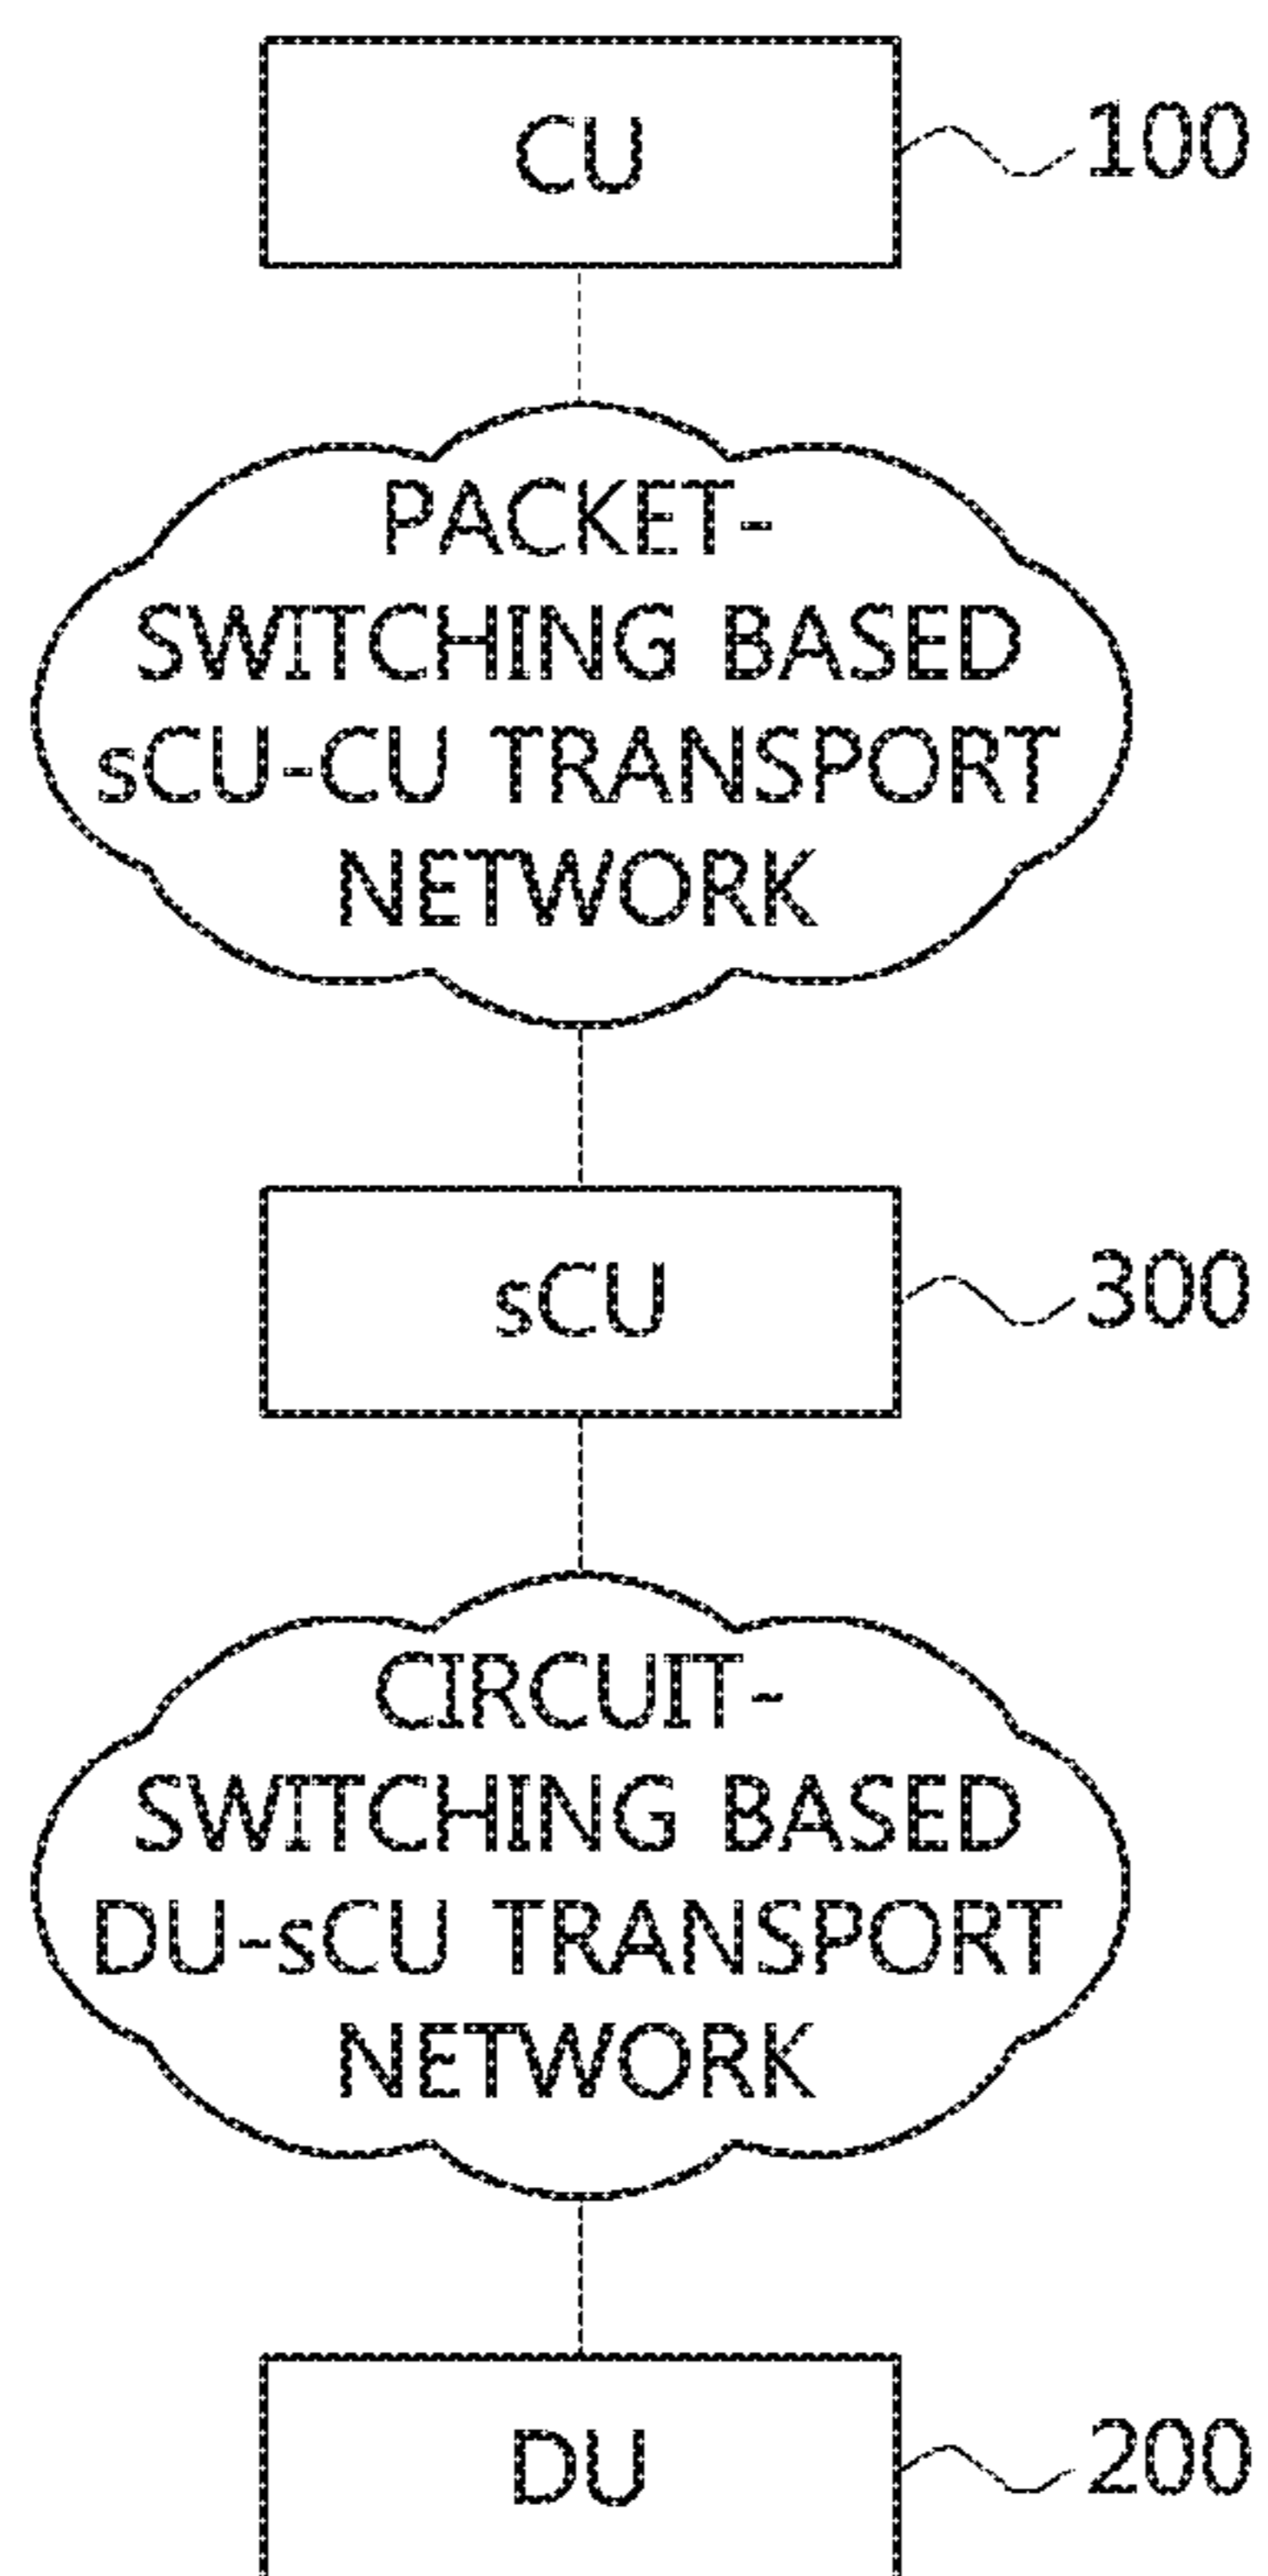 CU
100
PACKET-
SWITCHING BASED
sCU-CU TRANSPORT
NETWORK
sCU
300
CIRCUIT-
SWITCHING BASED
DU-sCU TRANSPORT
NETWORK
DU
200